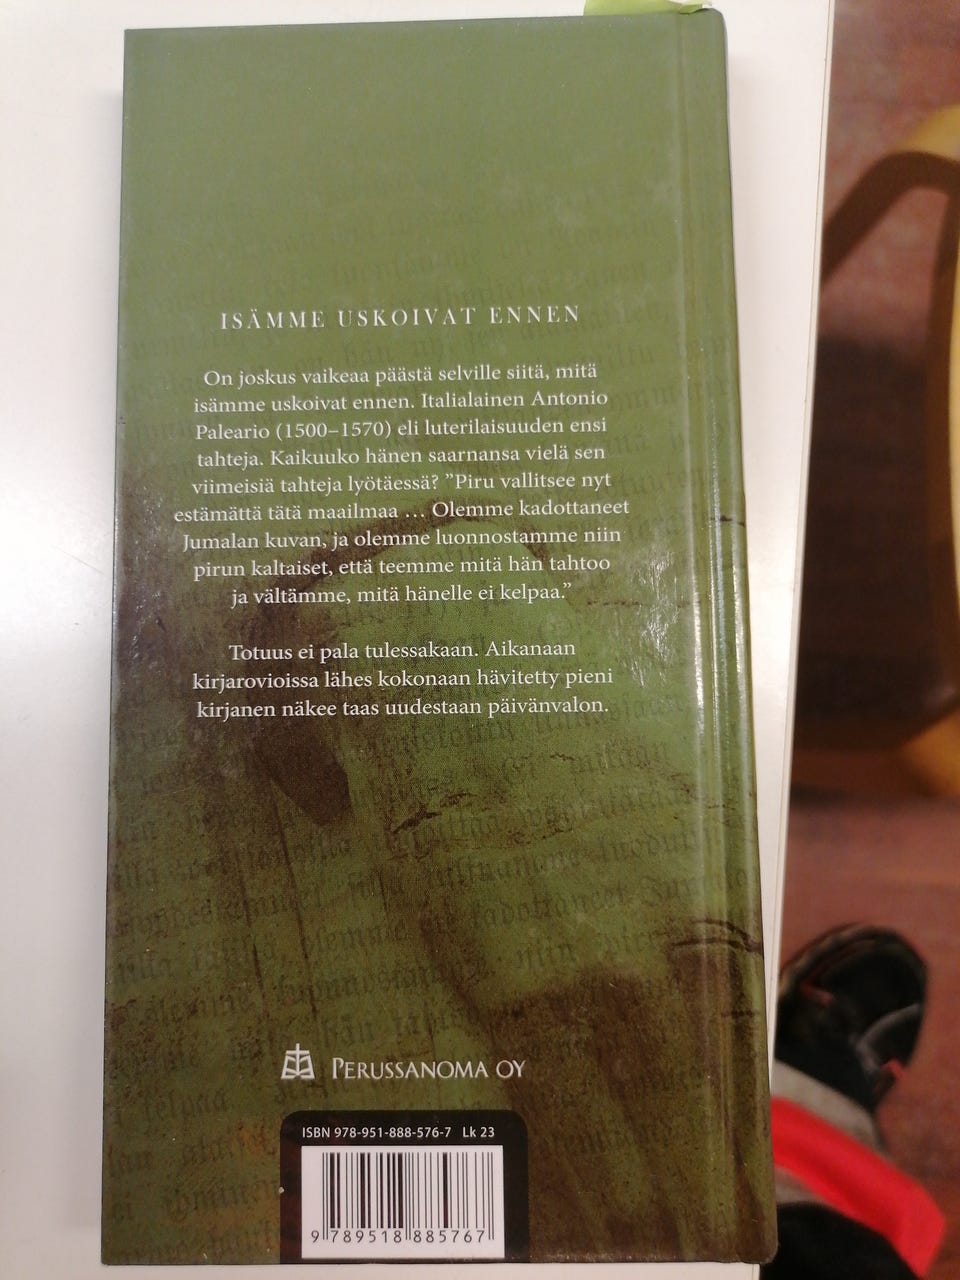 ISÄMME USKOIVAT ENNEN
On joskus vaikeaa päästä selville siitä, mitä
isämme uskoivat ennen. Italialainen Antonio
Paleario (1500–1570) eli luterilaisuuden ensi
tahteja. Kaikuuko hänen saarnansa vielä sen
viimeisiä tahteja lyötäessä? ”Piru vallitsee nyt
estämättä tätä maailmaa … Olemme kadottaneet
Jumalan kuvan, ja olemme luonnostamme niin
pirun kaltaiset, että teemme mitä hän tahtoo
ja vältämme, mitä hänelle ei kelpaa.”
Totuus ei pala tulessakaan. Aikanaan
kirjarovioissa lähes kokonaan hävitetty pieni
kirjanen näkee taas uudestaan päivänvalon.
PERUSSANOMA OY
ISBN 978-951-888-576-7 Lk 23
9 789518 885767